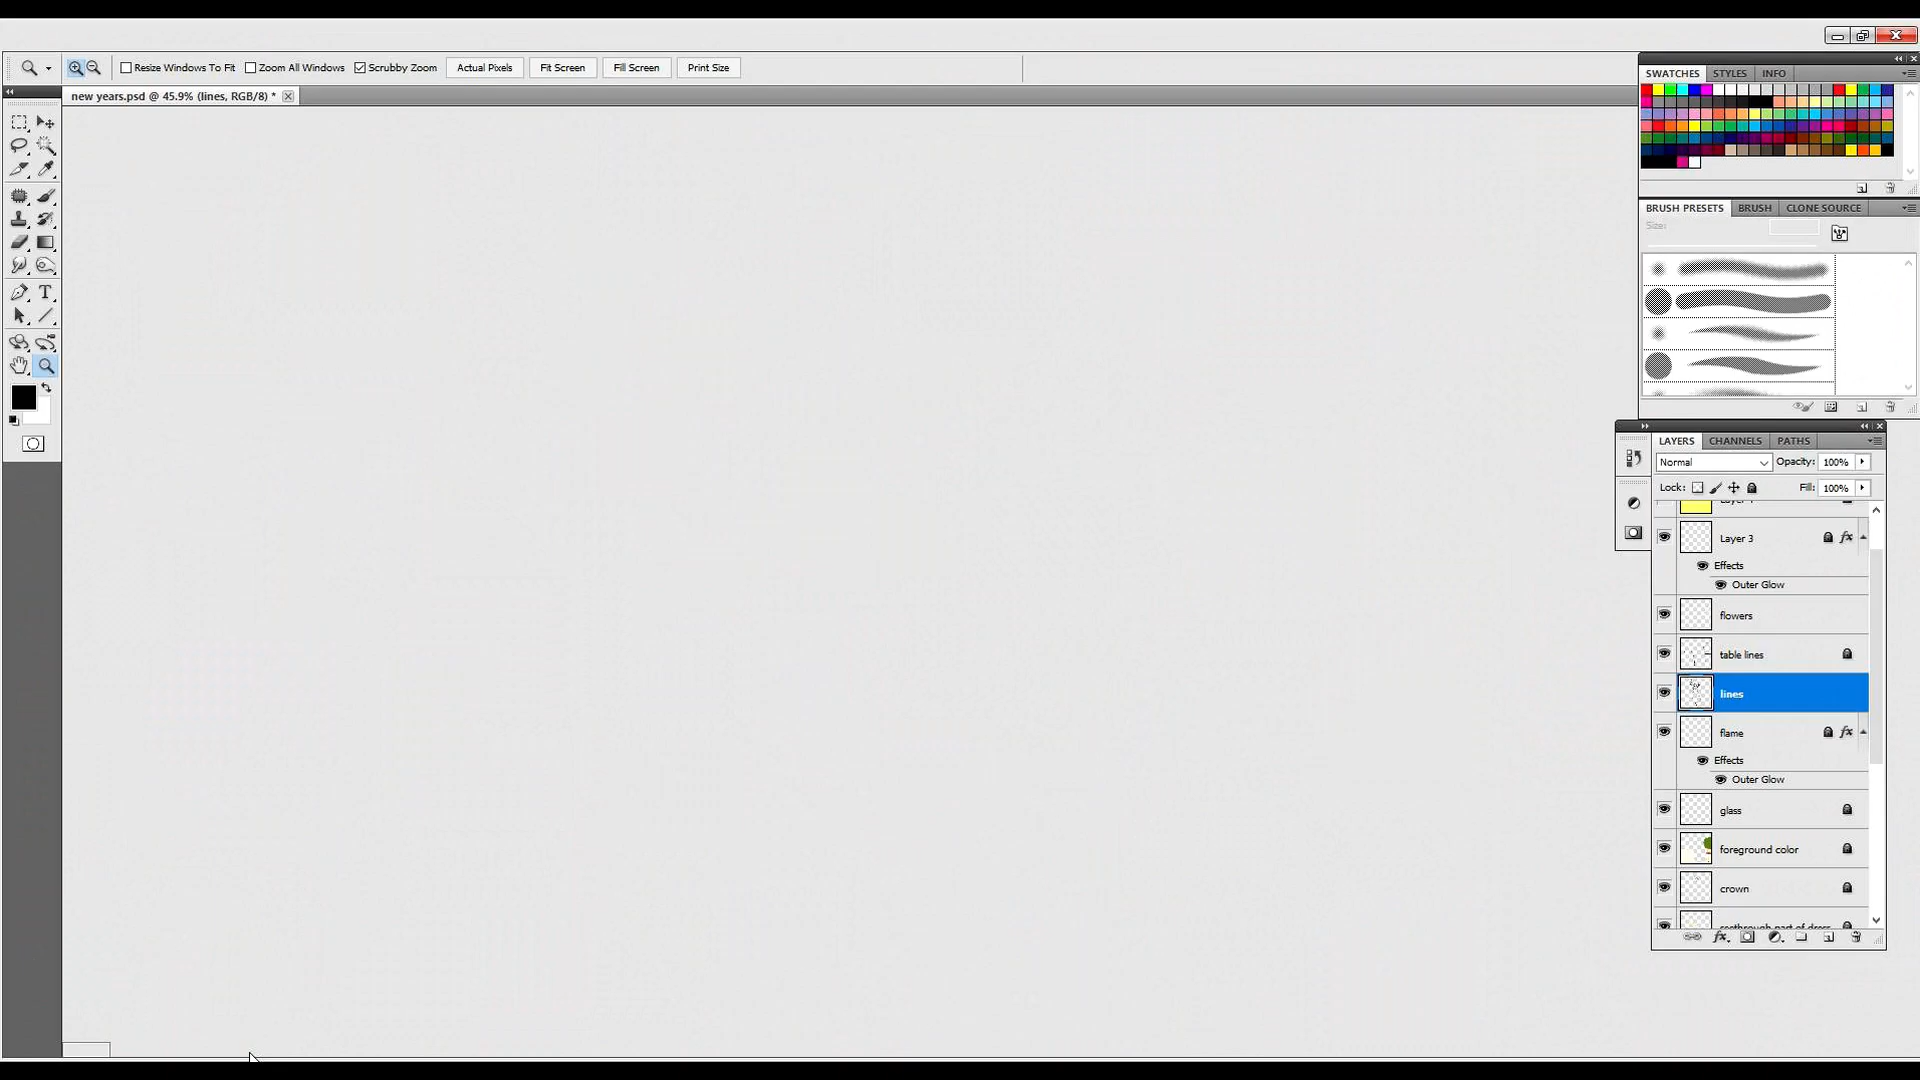 Resize Windows To Fit Zoom All Windows Scrubby Zoom Actual Pixels Fit Screen Fill Screen Print Size
new years.psd @ 45.9% (lines, RGB/8) *
SWATCHES STYLES INFO
BRUSH PRESETS BRUSH CLONE SOURCE
Size:
LAYERS CHANNELS PATHS
Normal Opacity: 100%
Lock: Fill: 100%
Layer 3 fx
Effects
Outer Glow
flowers
table lines
lines
flame fx
Effects
Outer Glow
glass
foreground color
crown
seethrough part of dress
fx